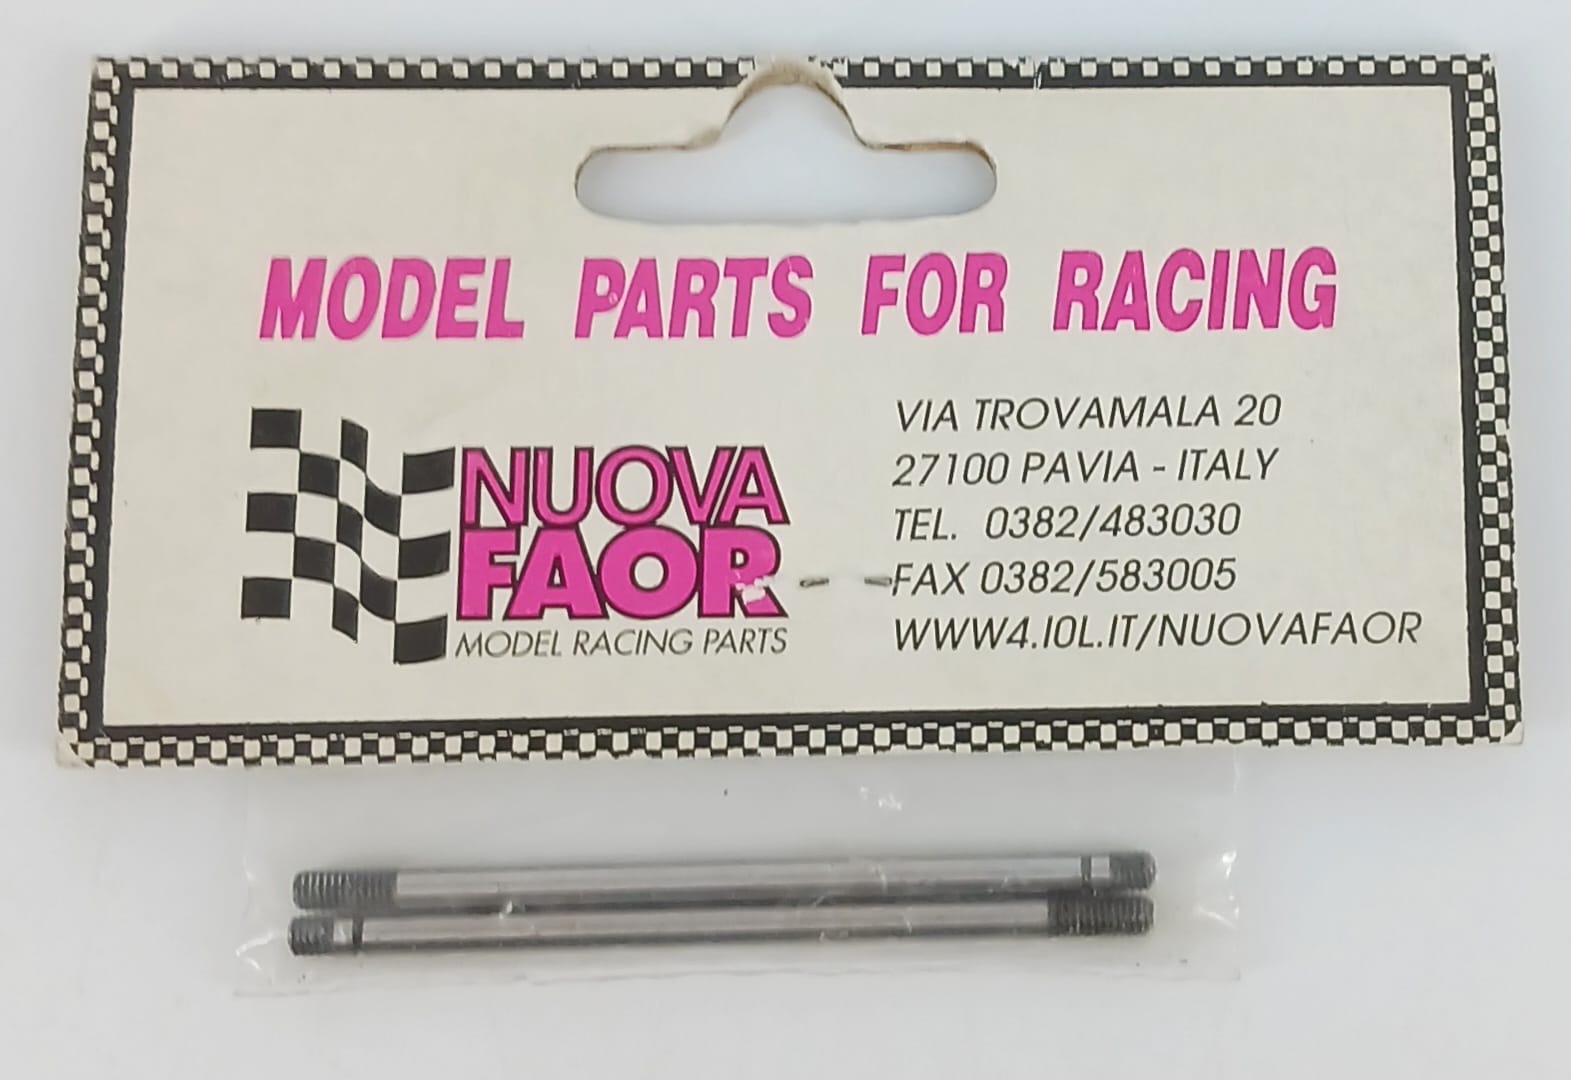 MODEL PARTS FOR RACING
NUOVA
FAOR
MODEL RACING PARTS
VIA TROVAMALA 20
27100 PAVIA - ITALY
TEL. 0382/483030
FAX 0382/583005
WWW4.IOL.IT/NUOVAFAOR